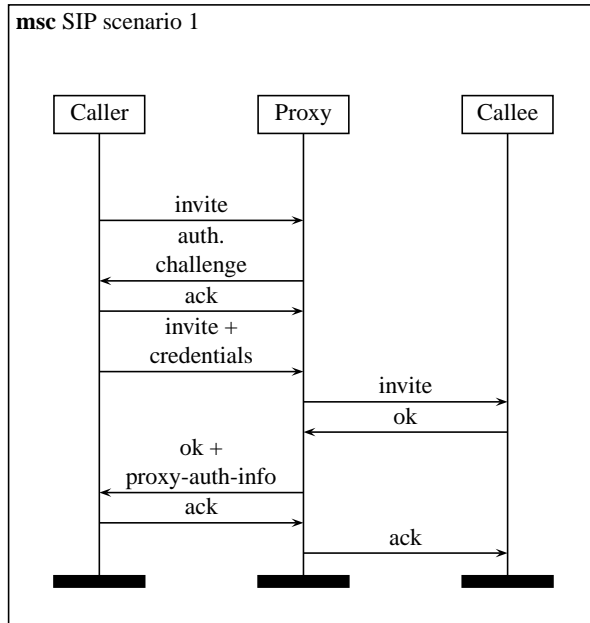 msc SIP scenario 1
Caller
Proxy
Callee
invite
auth.
challenge
ack
invite +
credentials
invite
ok
ok +
proxy-auth-info
ack
ack